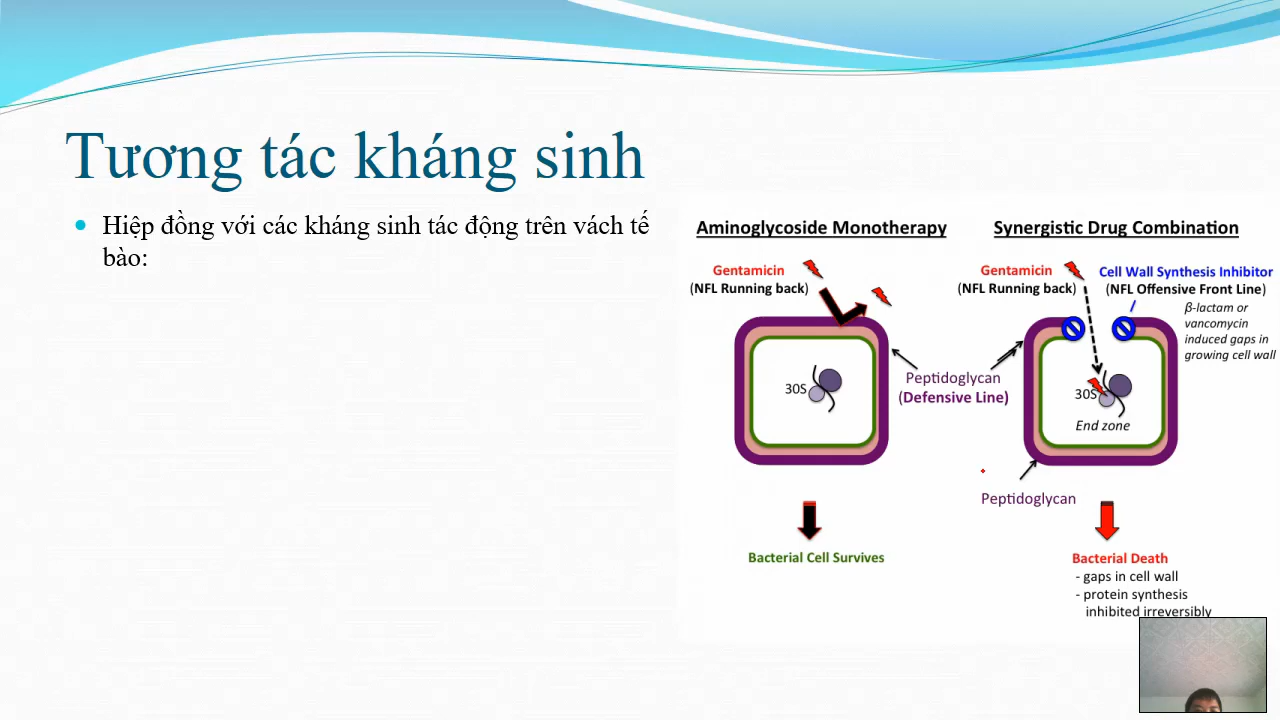 Tương tác kháng sinh
Hiệp đồng với các kháng sinh tác động trên vách tế
bào:
Aminoglycoside Monotherapy
Gentamicin
(NFL Running back)
30S
Peptidoglycan
(Defensive Line)
Bacterial Cell Survives
Synergistic Drug Combination
Gentamicin
(NFL Running back)
Cell Wall Synthesis Inhibitor
(NFL Offensive Front Line)
β-lactam or
vancomycin
induced gaps in
growing cell wall
30S
End zone
Peptidoglycan
Bacterial Death
- gaps in cell wall
- protein synthesis
inhibited irreversibly